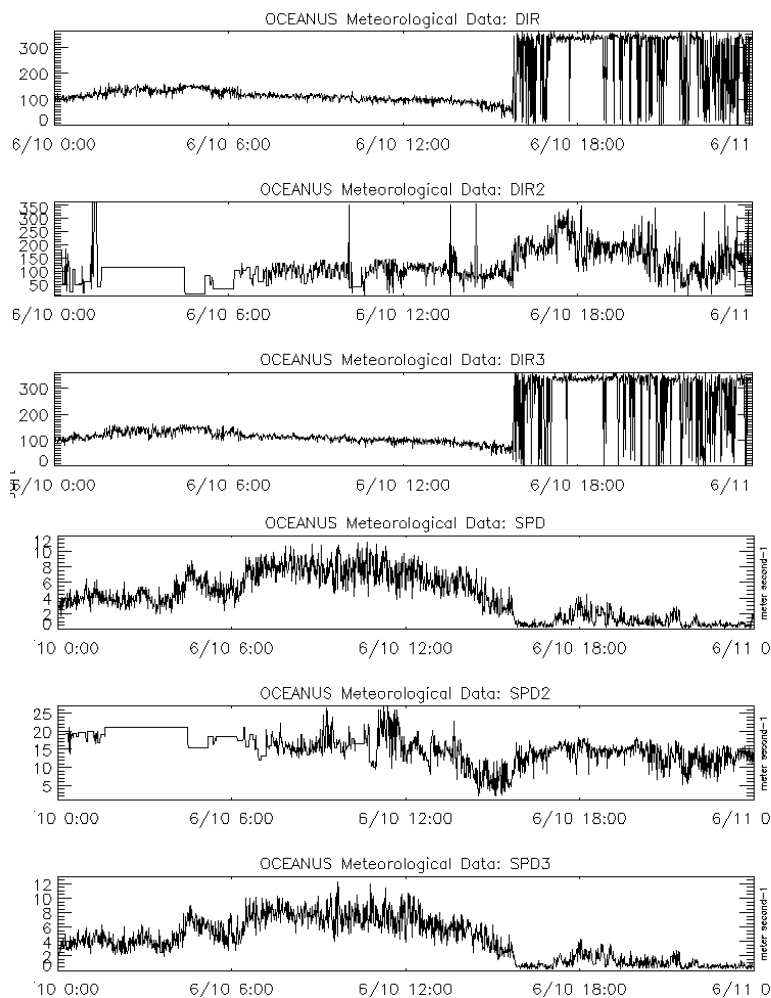 OCEANUS Meteorological Data: DIR
300
200
100
0
6/10 0:00 6/10 6:00 6/10 12:00 6/10 18:00 6/11
OCEANUS Meteorological Data: DIR2
350
300
250
200
150
100
50
6/10 0:00 6/10 6:00 6/10 12:00 6/10 18:00 6/11
OCEANUS Meteorological Data: DIR3
300
200
100
0
6/10 0:00 6/10 6:00 6/10 12:00 6/10 18:00 6/11
OCEANUS Meteorological Data: SPD
12
10
8
6
4
2
0
meter second-1
10 0:00 6/10 6:00 6/10 12:00 6/10 18:00 6/11 0
OCEANUS Meteorological Data: SPD2
25
20
15
10
5
meter second-1
10 0:00 6/10 6:00 6/10 12:00 6/10 18:00 6/11 0
OCEANUS Meteorological Data: SPD3
12
10
8
6
4
2
0
meter second-1
10 0:00 6/10 6:00 6/10 12:00 6/10 18:00 6/11 0